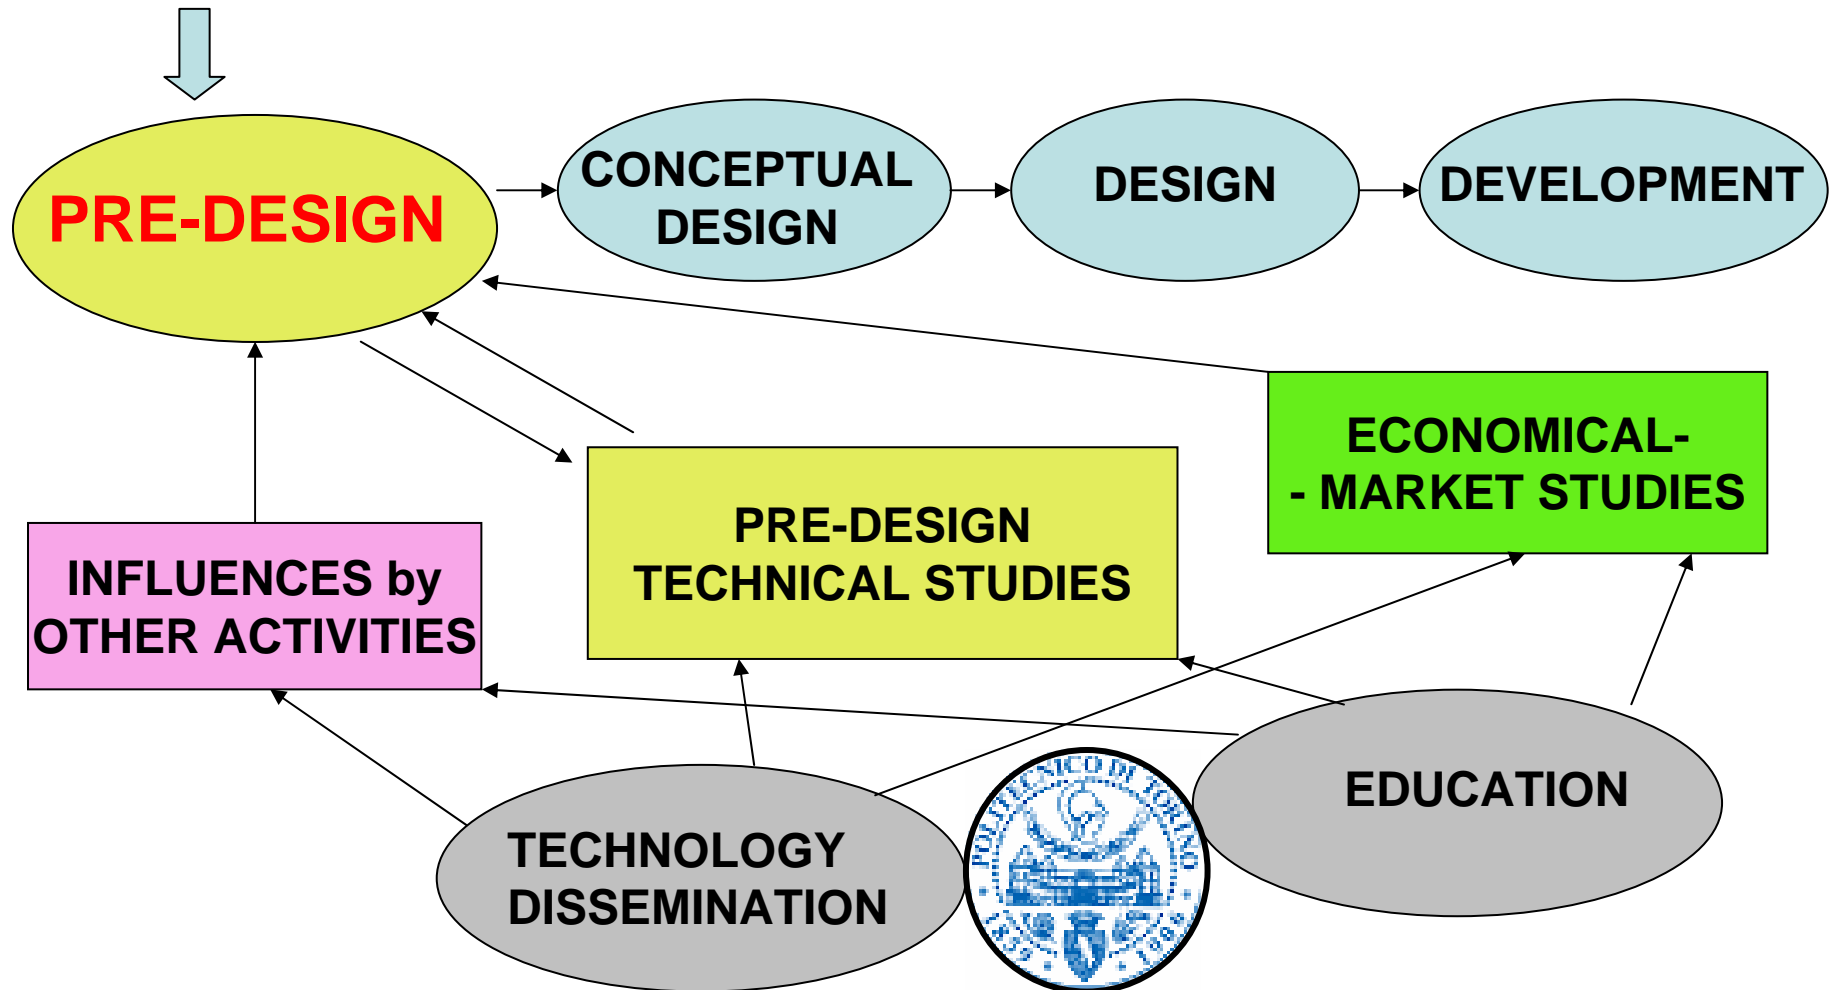 PRE-DESIGN
CONCEPTUAL
DESIGN
DESIGN
DEVELOPMENT
ECONOMICAL-
- MARKET STUDIES
PRE-DESIGN
TECHNICAL STUDIES
INFLUENCES by
OTHER ACTIVITIES
EDUCATION
TECHNOLOGY
DISSEMINATION
POLITECNICO DI TORINO